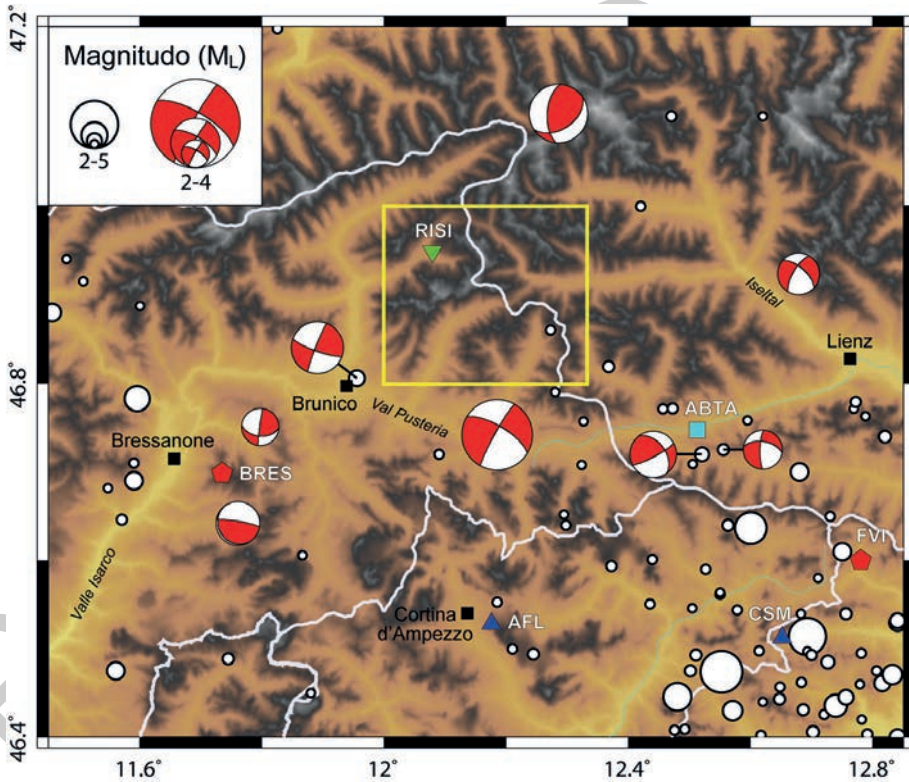 47.2°
Magnitudo (ML)
2-5
2-4
RISI
Iseltal
Lienz
46.8°
Brunico
Val Pusteria
ABTA
Bressanone
BRES
FVI
Valle Isarco
Cortina
d'Ampezzo
AFL
CSM
46.4°
11.6°
12°
12.4°
12.8°